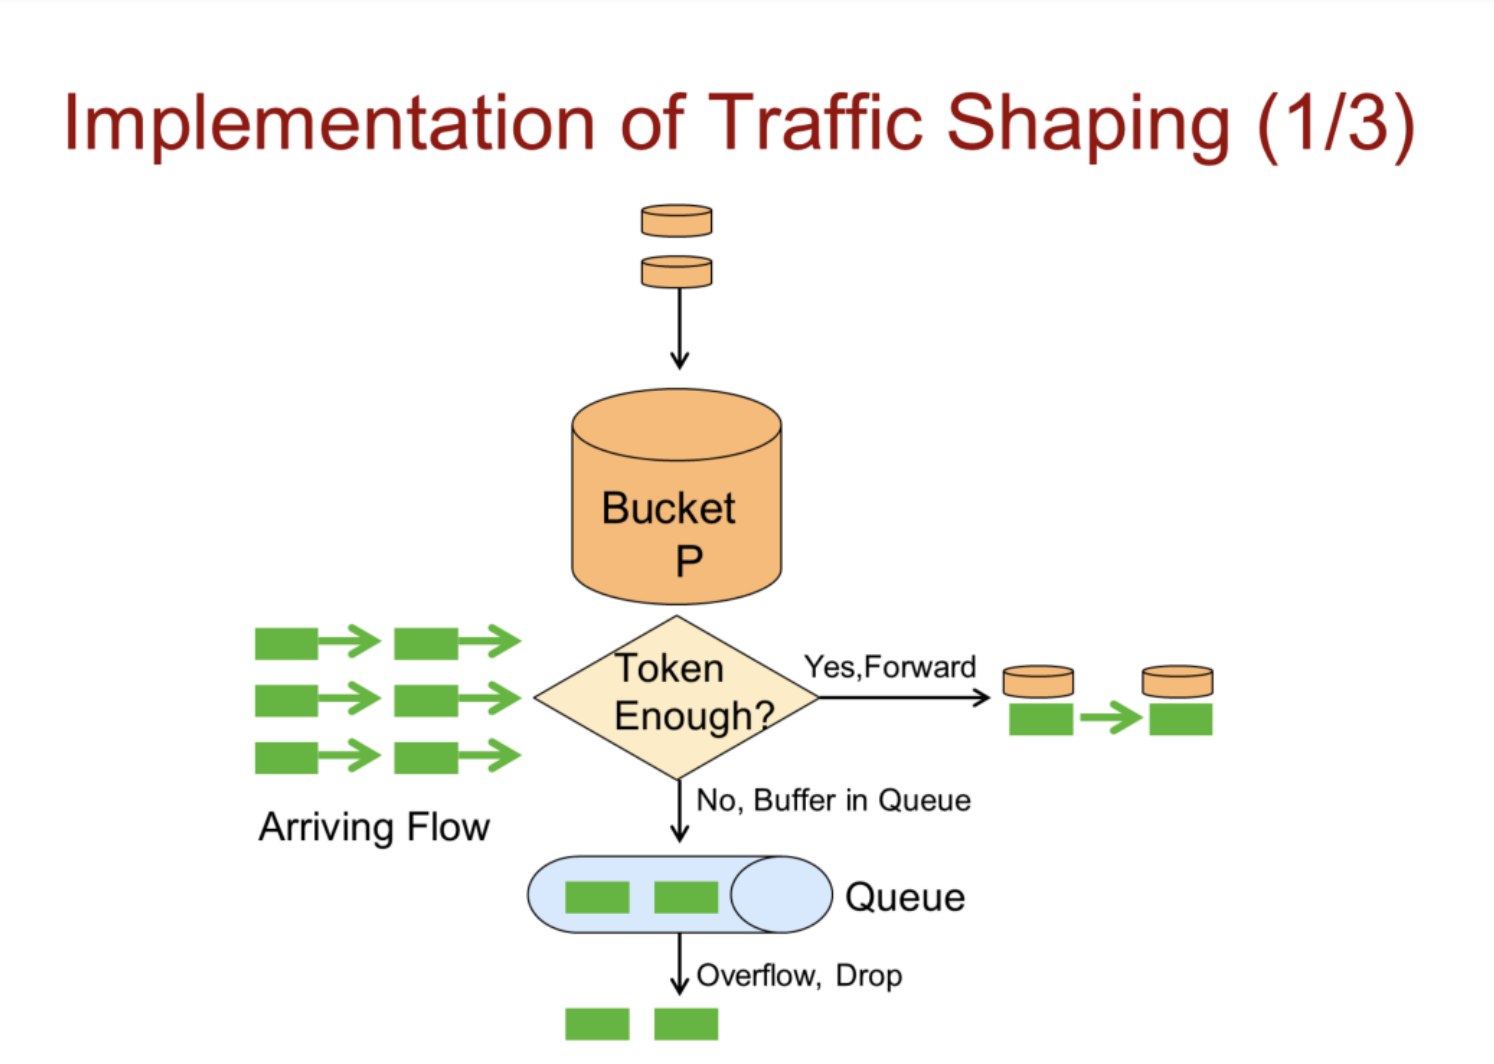 Implementation of Traffic Shaping (1/3)
Bucket
P
Token
Enough?
Yes,Forward
Arriving Flow
No, Buffer in Queue
Queue
Overflow, Drop